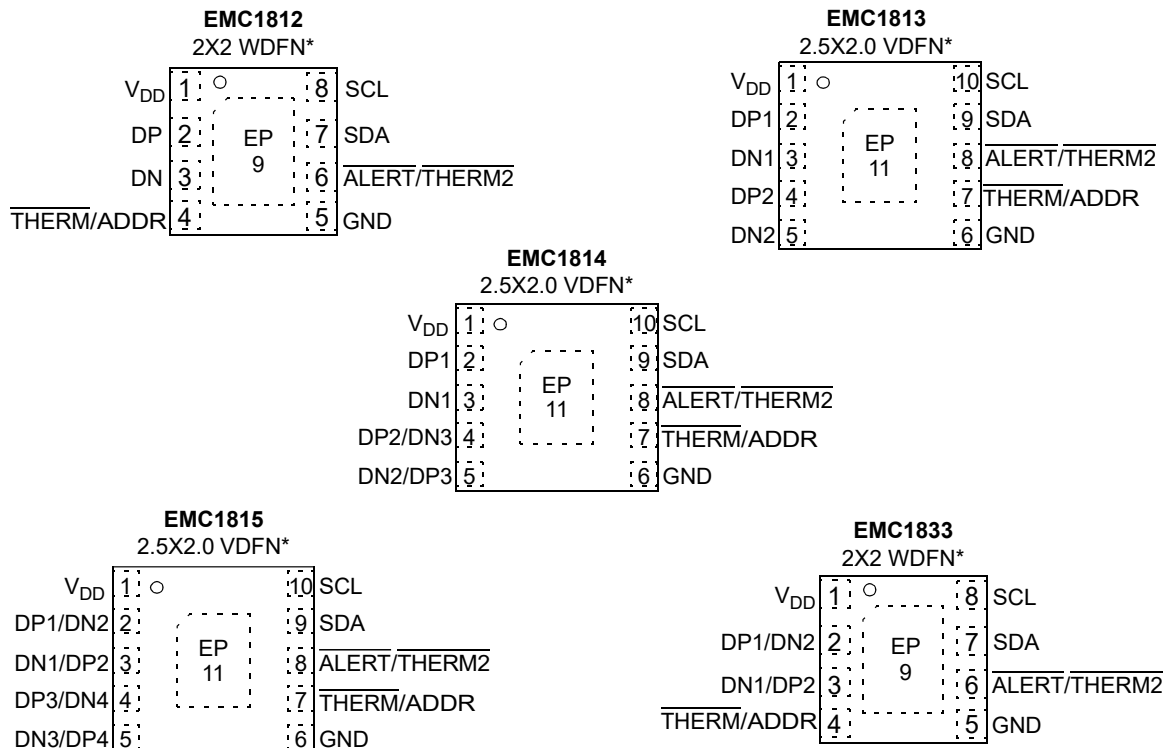 EMC1812
2X2 WDFN*
VDD 1 8 SCL
DP 2 EP 7 SDA
9
DN 3 6 ALERT/THERM2
THERM/ADDR 4 5 GND
EMC1813
2.5X2.0 VDFN*
VDD 1 10 SCL
DP1 2 9 SDA
EP
DN1 3 11 8 ALERT/THERM2
DP2 4 7 THERM/ADDR
DN2 5 6 GND
EMC1814
2.5X2.0 VDFN*
VDD 1 10 SCL
DP1 2 9 SDA
EP
DN1 3 11 8 ALERT/THERM2
DP2/DN3 4 7 THERM/ADDR
DN2/DP3 5 6 GND
EMC1815
2.5X2.0 VDFN*
VDD 1 10 SCL
DP1/DN2 2 9 SDA
EP
DN1/DP2 3 11 8 ALERT/THERM2
DP3/DN4 4 7 THERM/ADDR
DN3/DP4 5 6 GND
EMC1833
2X2 WDFN*
VDD 1 8 SCL
DP1/DN2 2 EP 7 SDA
9
DN1/DP2 3 6 ALERT/THERM2
THERM/ADDR 4 5 GND